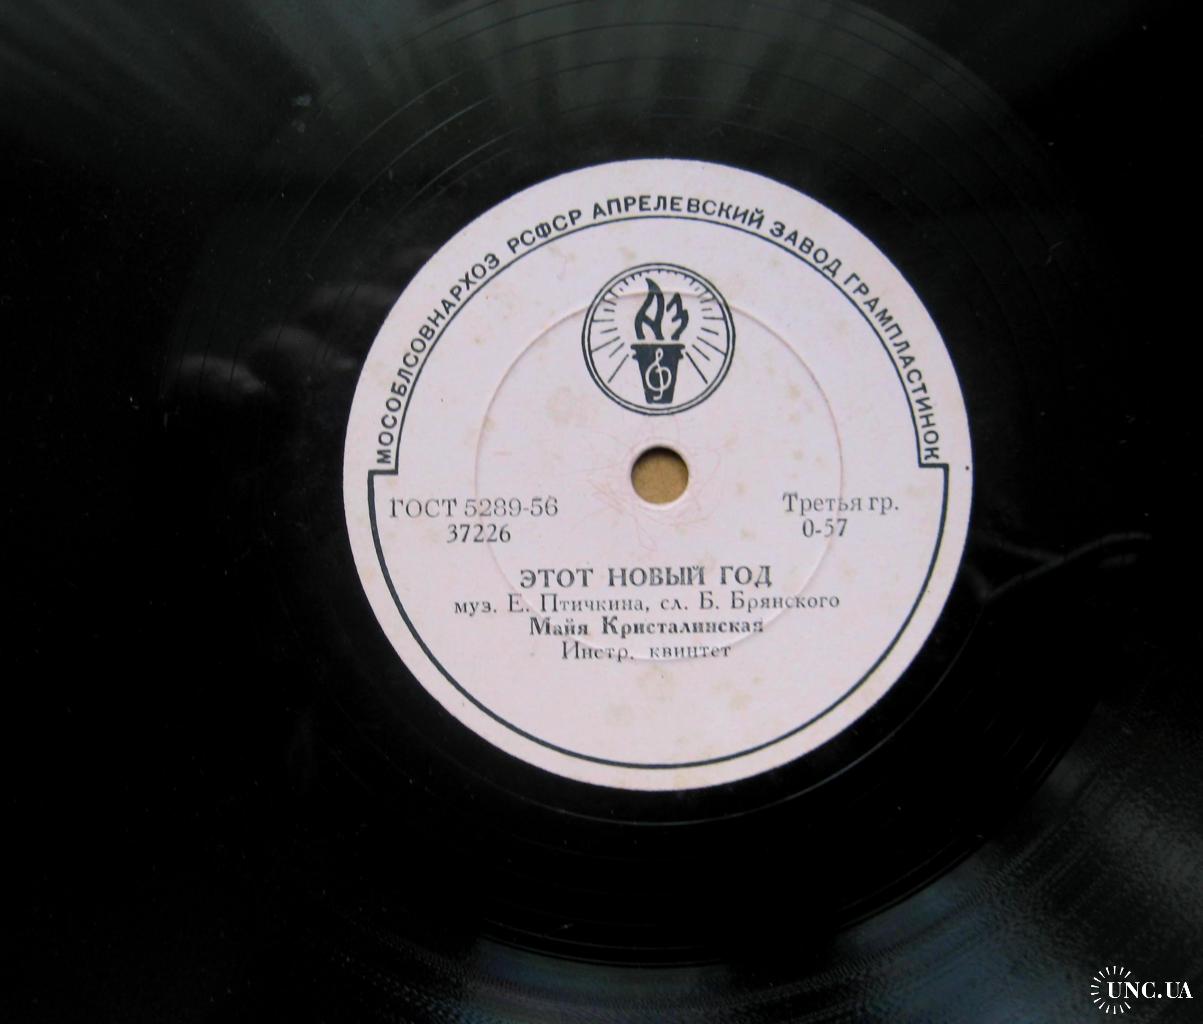 МОСОБЛСОВНАРХОЗ РСФСР АПРЕЛЕВСКИЙ ЗАВОД ГРАМПЛАСТИНОК
АЗ
ГОСТ 5289-56
37226
Третья гр.
0-57
ЭТОТ НОВЫЙ ГОД
муз. Е. Птичкина, сл. Б. Брянского
Майя Кристалинская
Инстр. квинтет
UNC.UA